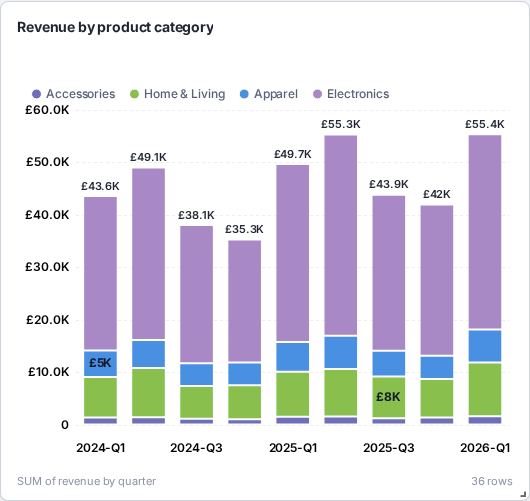 Revenue by product category
Accessories Home & Living Apparel Electronics
£60.0K
£50.0K
£40.0K
£30.0K
£20.0K
£10.0K
0
£43.6K
£49.1K
£38.1K
£35.3K
£49.7K
£55.3K
£43.9K
£42K
£55.4K
£5K
£8K
2024-Q1 2024-Q3 2025-Q1 2025-Q3 2026-Q1
SUM of revenue by quarter 36 rows